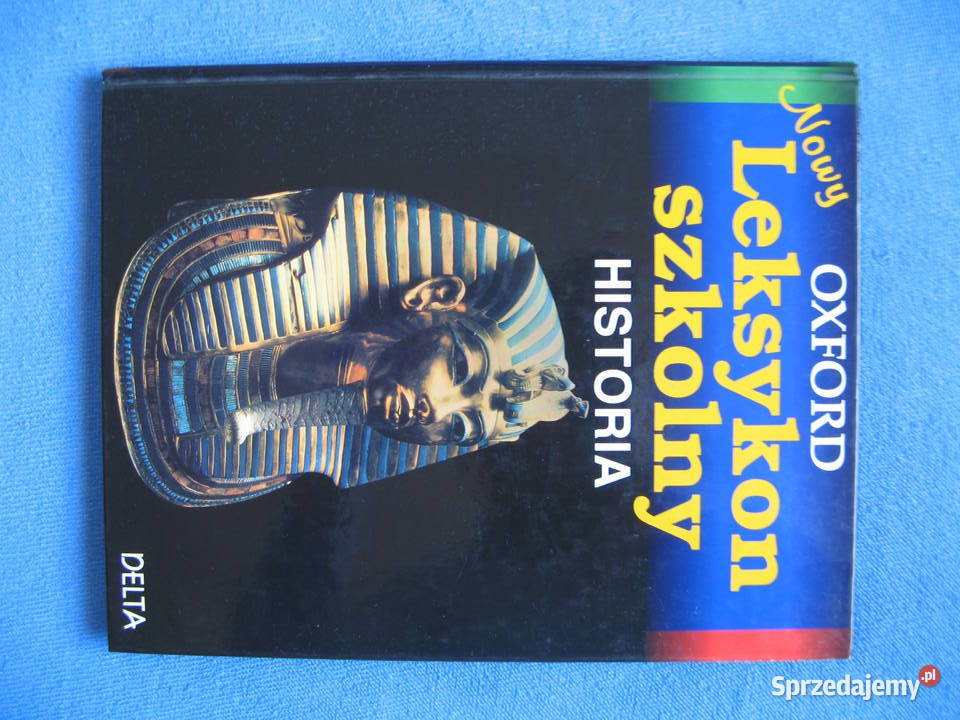 OXFORD
Nowy
Leksykon
szkolny
HISTORIA
DELTA
Sprzedajemy.pl